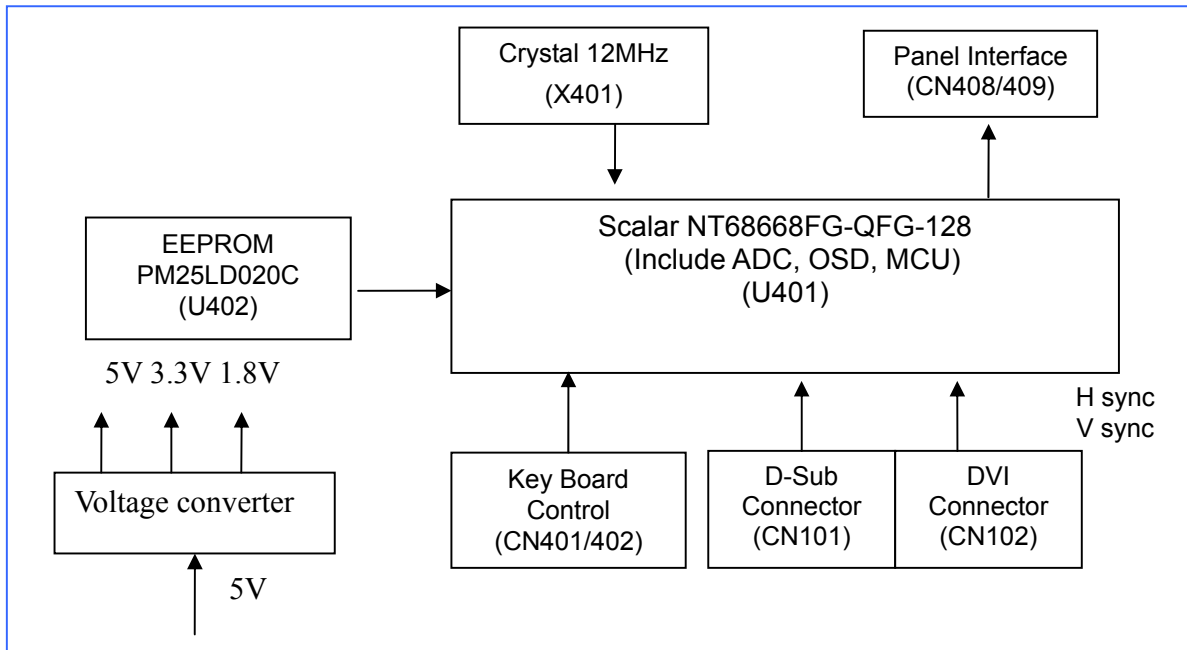 Crystal 12MHz
(X401)
Panel Interface
(CN408/409)
Scalar NT68668FG-QFG-128
(Include ADC, OSD, MCU)
(U401)
EEPROM
PM25LD020C
(U402)
5V 3.3V 1.8V
Voltage converter
5V
Key Board
Control
(CN401/402)
D-Sub
Connector
(CN101)
DVI
Connector
(CN102)
H sync
V sync